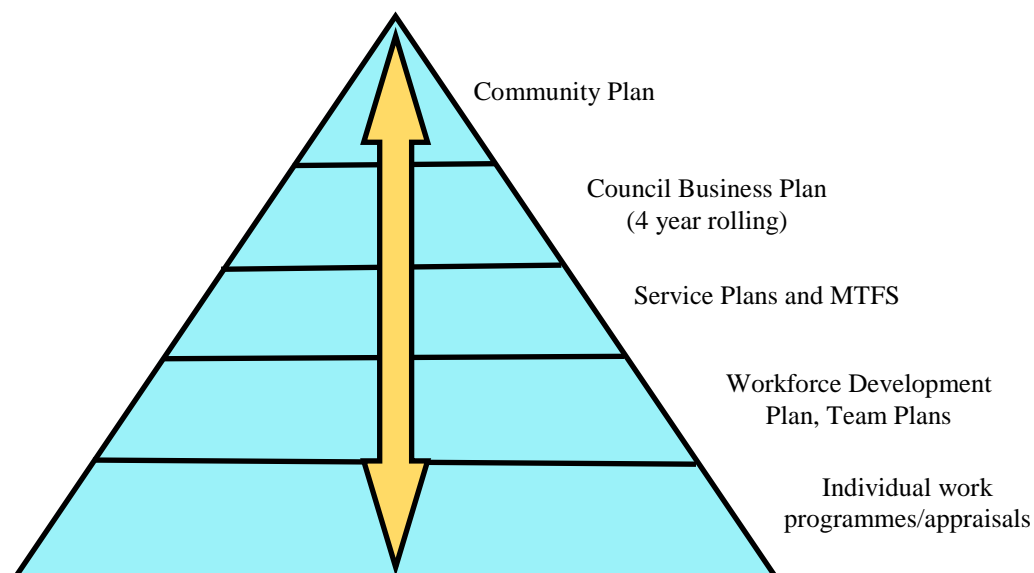 Community Plan
Council Business Plan
(4 year rolling)
Service Plans and MTFS
Workforce Development
Plan, Team Plans
Individual work
programmes/appraisals